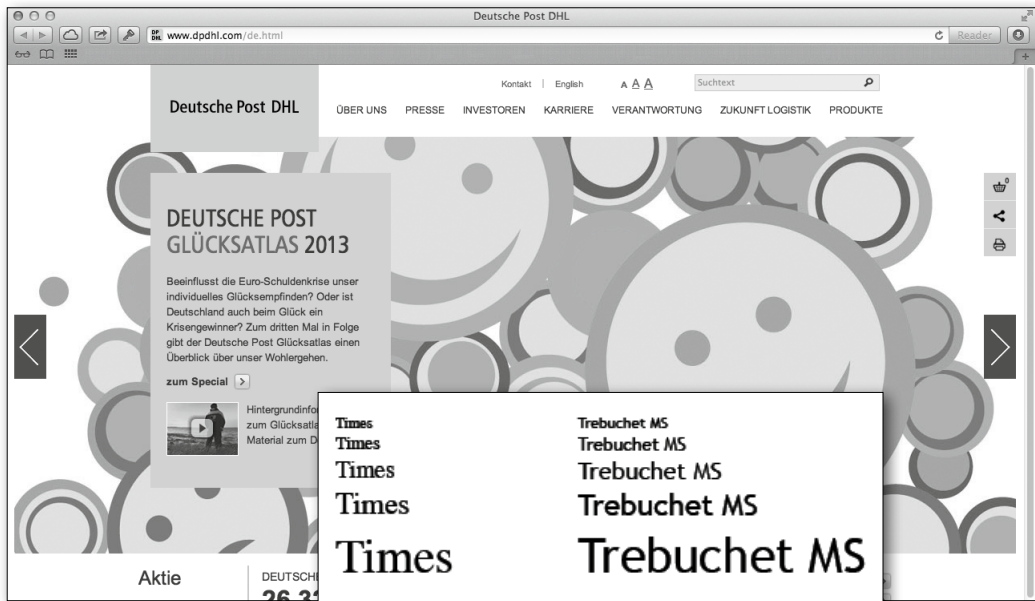 Deutsche Post DHL
www.dpdhl.com/de.html
Reader
Kontakt | English A A A Suchtext
Deutsche Post DHL
ÜBER UNS PRESSE INVESTOREN KARRIERE VERANTWORTUNG ZUKUNFT LOGISTIK PRODUKTE
0
DEUTSCHE POST
GLÜCKSATLAS 2013
Beeinflusst die Euro-Schuldenkrise unser
individuelles Glücksempfinden? Oder ist
Deutschland auch beim Glück ein
Krisengewinner? Zum dritten Mal in Folge
gibt der Deutsche Post Glücksatlas einen
Überblick über unser Wohlergehen.
zum Special
Hintergrundinfo
zum Glücksatla
Material zum D
Times Trebuchet MS
Times Trebuchet MS
Times Trebuchet MS
Times Trebuchet MS
Times Trebuchet MS
Aktie
DEUTSCH